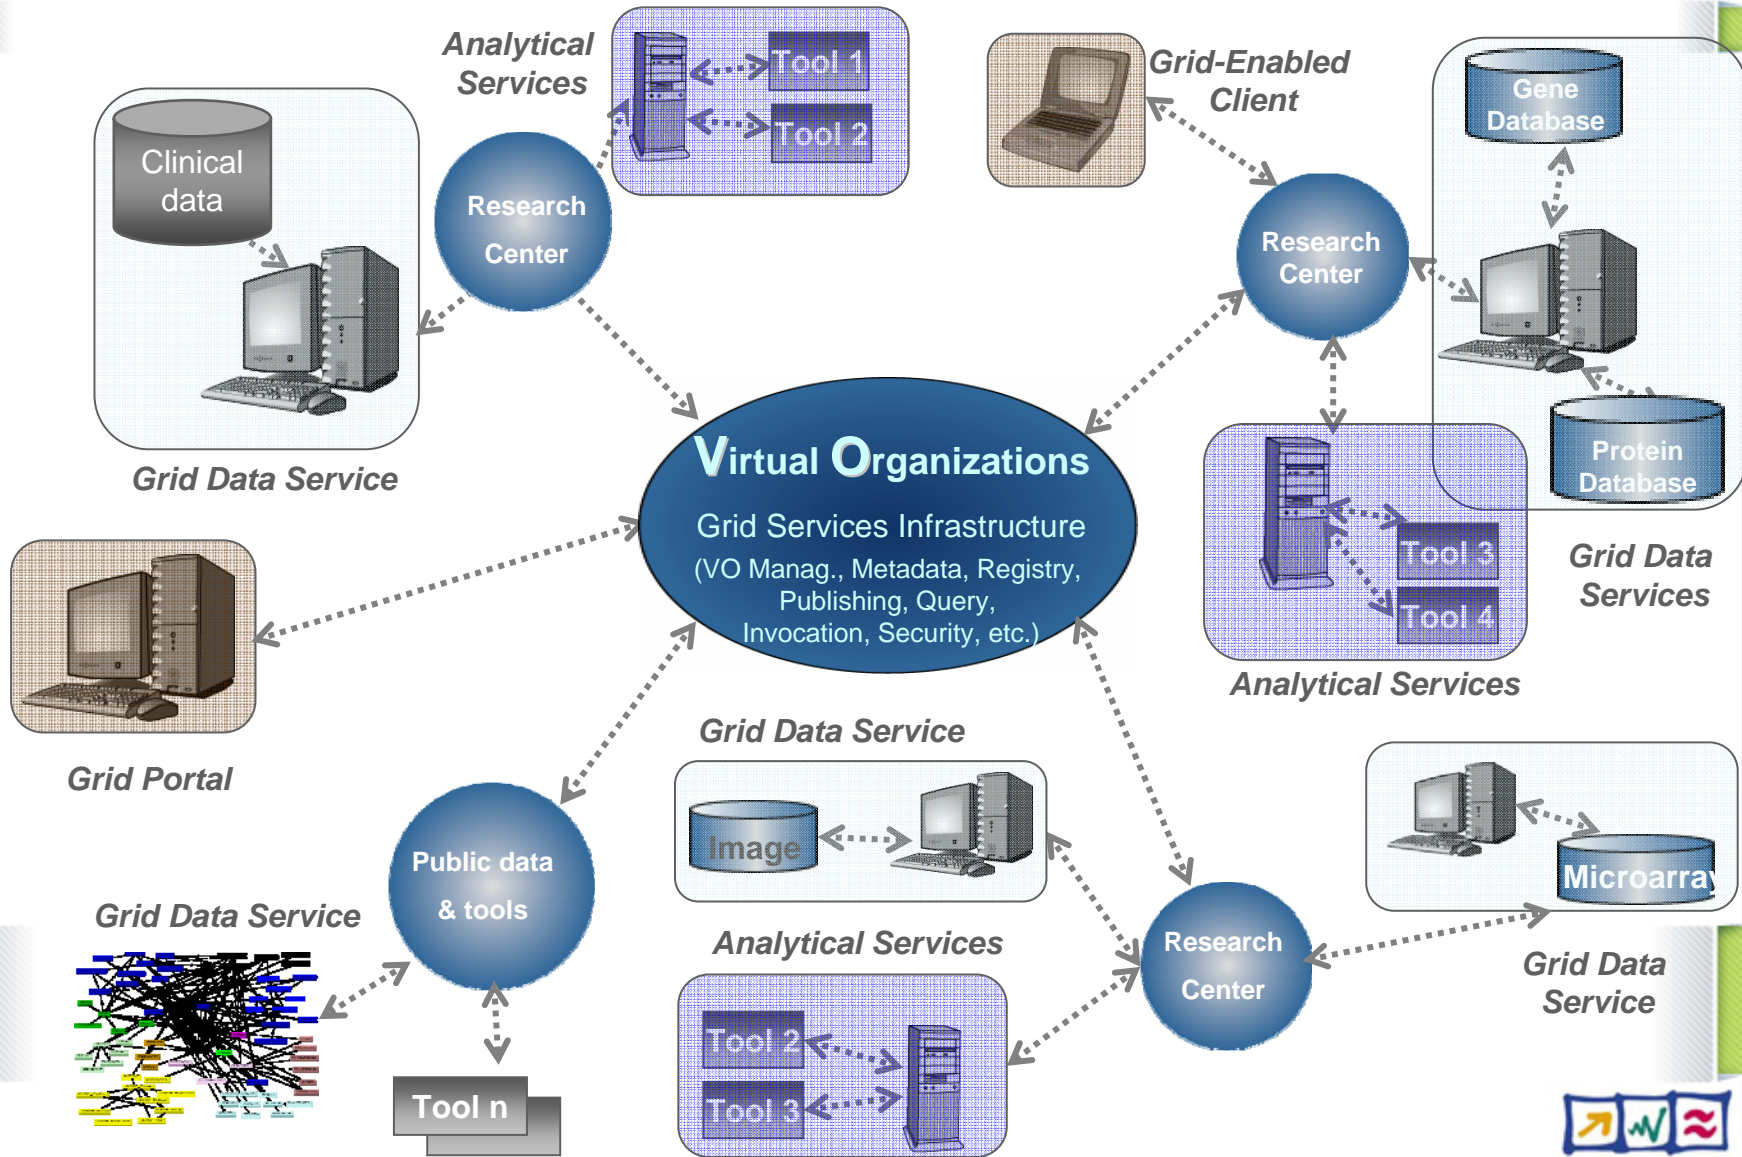 Analytical
Services
Tool 1
Tool 2
Grid-Enabled
Client
Gene
Database
Clinical
data
Research
Center
Research
Center
Grid Data Service
Virtual Organizations
Grid Services Infrastructure
(VO Manag., Metadata, Registry,
Publishing, Query,
Invocation, Security, etc.)
Protein
Database
Tool 3
Tool 4
Grid Data
Services
Analytical Services
Grid Portal
Grid Data Service
Image
Microarray
Public data
& tools
Grid Data Service
Analytical Services
Research
Center
Grid Data
Service
Tool 2
Tool 3
Tool n